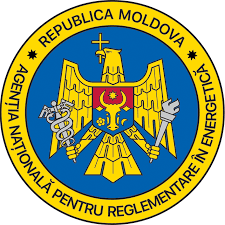 REPUBLICA MOLDOVA
AGENȚIA NAȚIONALĂ PENTRU REGLEMENTARE ÎN ENERGETICĂ